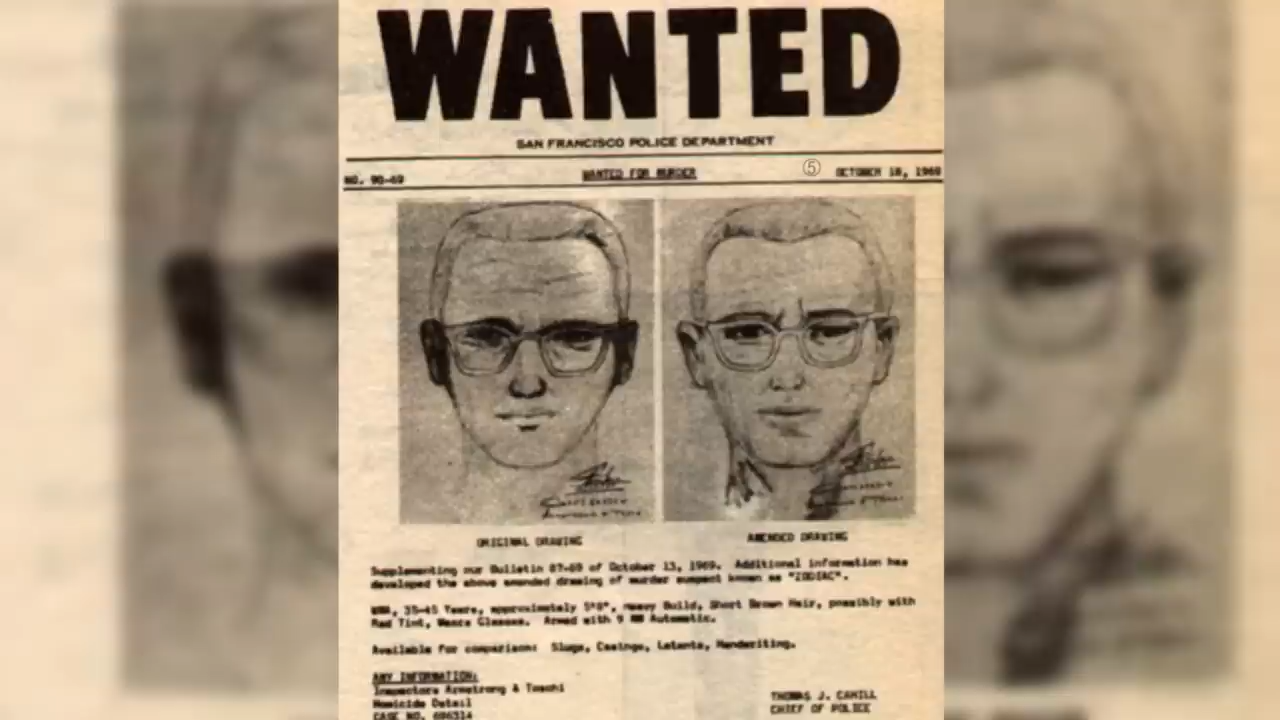 WANTED
SAN FRANCISCO POLICE DEPARTMENT
NO. 90-69 WANTED FOR MURDER ⑤ OCTOBER 18, 1969
ORIGINAL DRAWING AMENDED DRAWING
Supplementing our Bulletin 87-69 of October 13, 1969. Additional information has
developed the above amended drawing of murder suspect known as "ZODIAC".
WMA, 35-45 Years, approximately 5'8", Heavy Build, Short Brown Hair, possibly with
Red Tint, Wears Glasses. Armed with 9 MM Automatic.
Available for comparison: Slugs, Casings, Latents, Handwriting.
ANY INFORMATION:
Inspectors Armstrong & Toschi
Homicide Detail
CASE NO. 696314
THOMAS J. CAHILL
CHIEF OF POLICE